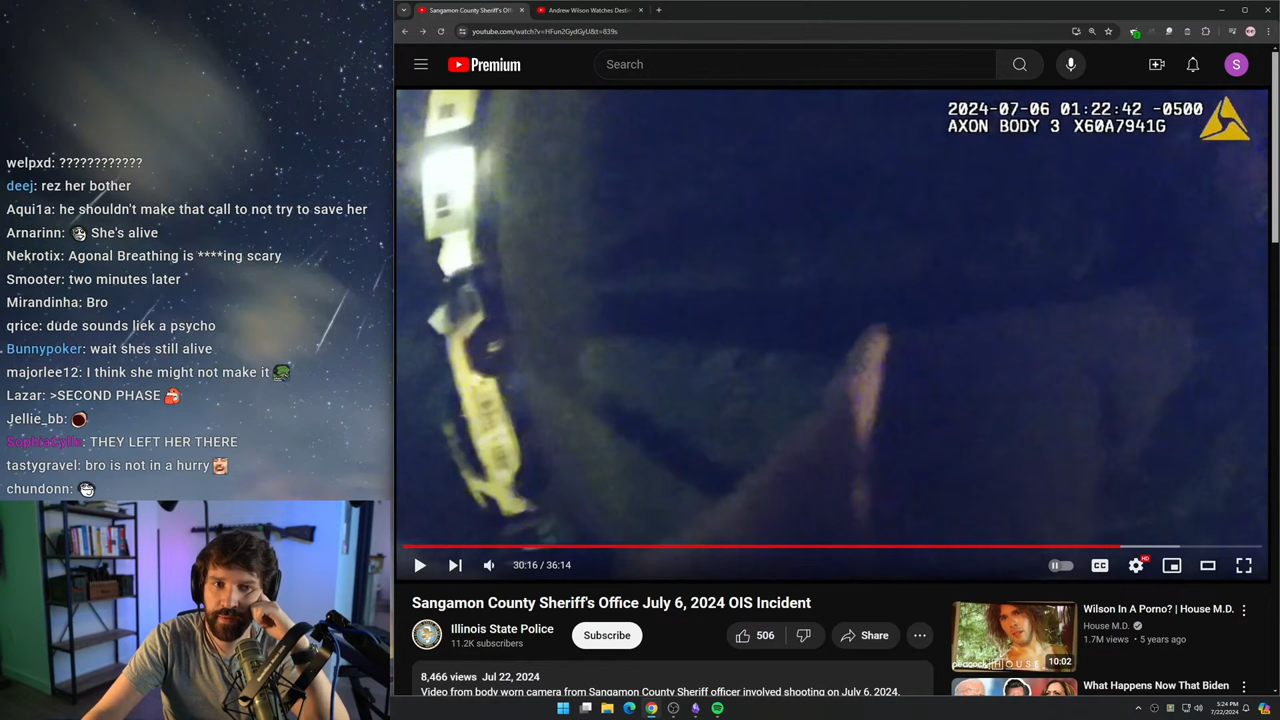 Sangamon County Sheriff's Offi
Andrew Wilson Watches Dest
youtube.com/watch?v=HFun2GydGyU&t=839s
Premium
Search
S
2024-07-06 01:22:42 -0500
AXON BODY 3 X60A7941G
welpxd: ????????????
deej: rez her bother
Aqui1a: he shouldn't make that call to not try to save her
Arnarinn: She's alive
Nekrotix: Agonal Breathing is ****ing scary
Smooter: two minutes later
Mirandinha: Bro
qrice: dude sounds liek a psycho
Bunnypoker: wait shes still alive
majorlee12: I think she might not make it
Lazar: >SECOND PHASE
Jellie_bb:
THEY LEFT HER THERE
tastygravel: bro is not in a hurry
chundonn:
30:16 / 36:14
CC
HD
Sangamon County Sheriff's Office July 6, 2024 OIS Incident
Illinois State Police
11.2K subscribers
Subscribe
506
Share
8,466 views Jul 22, 2024
Video from body worn camera from Sangamon County Sheriff officer involved shooting on July 6, 2024.
peacock
HOUSE
10:02
Wilson In A Porno? | House M.D.
House M.D.
1.7M views • 5 years ago
What Happens Now That Biden
5:24 PM
7/22/2024